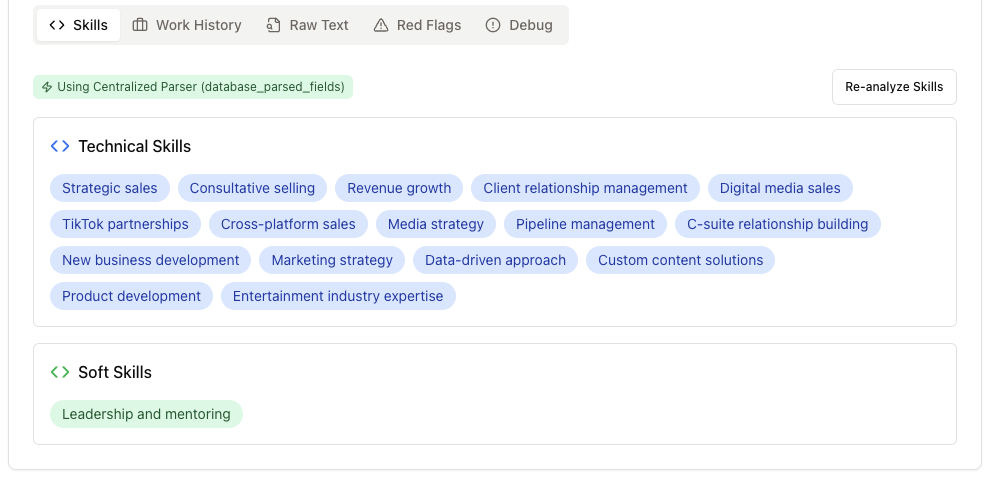 Skills Work History Raw Text Red Flags Debug
Using Centralized Parser (database_parsed_fields) Re-analyze Skills
Technical Skills
Strategic sales Consultative selling Revenue growth Client relationship management Digital media sales
TikTok partnerships Cross-platform sales Media strategy Pipeline management C-suite relationship building
New business development Marketing strategy Data-driven approach Custom content solutions
Product development Entertainment industry expertise
Soft Skills
Leadership and mentoring